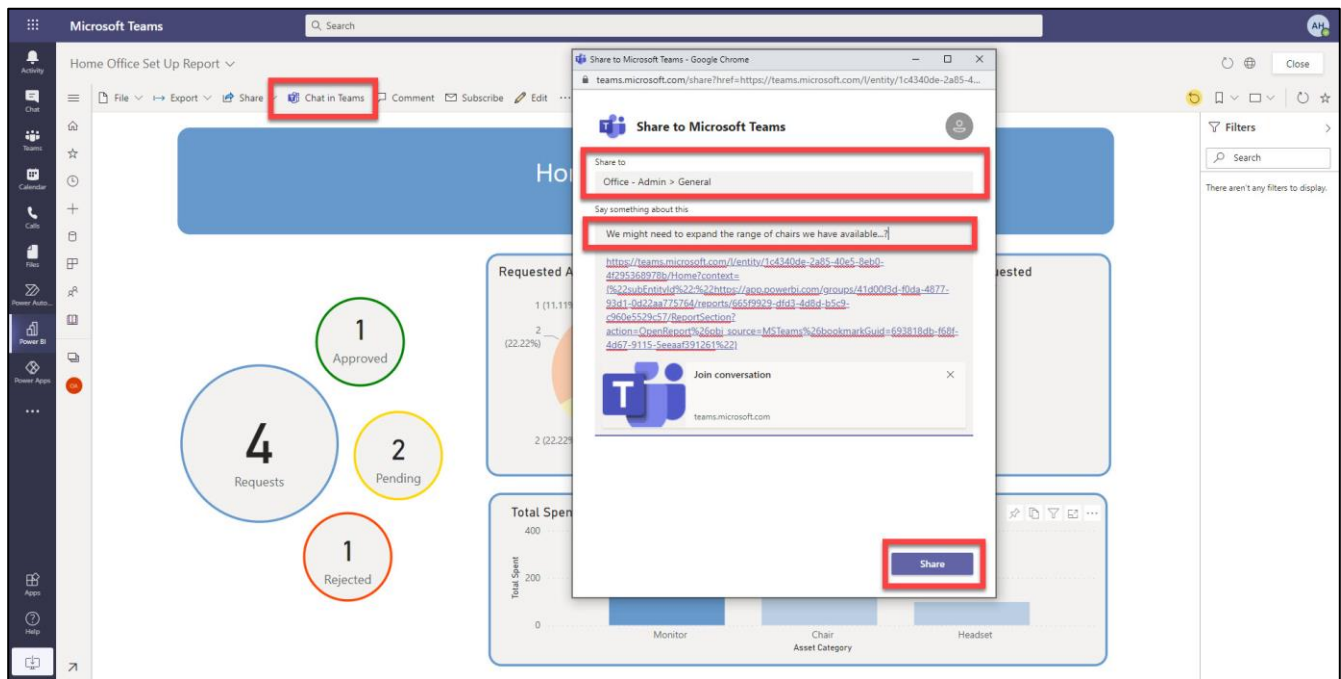 Microsoft Teams
Search
AH
Activity
Chat
Teams
Calendar
Calls
Files
Power Auto...
Power BI
Power Apps
Apps
Help
Home Office Set Up Report
Close
File
Export
Share
Chat in Teams
Comment
Subscribe
Edit
Filters
Search
There aren't any filters to display.
Hor
4
Requests
1
Approved
2
Pending
1
Rejected
Requested A
uested
1 (11.11%
2
(22.22%)
2 (22.22%
Total Spen
400
200
0
Total Spent
Monitor
Chair
Headset
Asset Category
Share to Microsoft Teams - Google Chrome
teams.microsoft.com/share?href=https://teams.microsoft.com/l/entity/1c4340de-2a85-4...
Share to Microsoft Teams
Share to
Office - Admin > General
Say something about this
We might need to expand the range of chairs we have available...?
https://teams.microsoft.com/l/entity/1c4340de-2a85-40e5-8eb0-
4f295368978b/Home?context=
{%22subEntityId%22:%22https://app.powerbi.com/groups/41d00f3d-f0da-4877-
93d1-0d22aa775764/reports/665f9929-dfd3-4d8d-b5c9-
c960e5529c57/ReportSection?
action=OpenReport%26pbi_source=MSTeams%26bookmarkGuid=693818db-f68f-
4d67-9115-5eeaaf391261%22}
Join conversation
teams.microsoft.com
Share